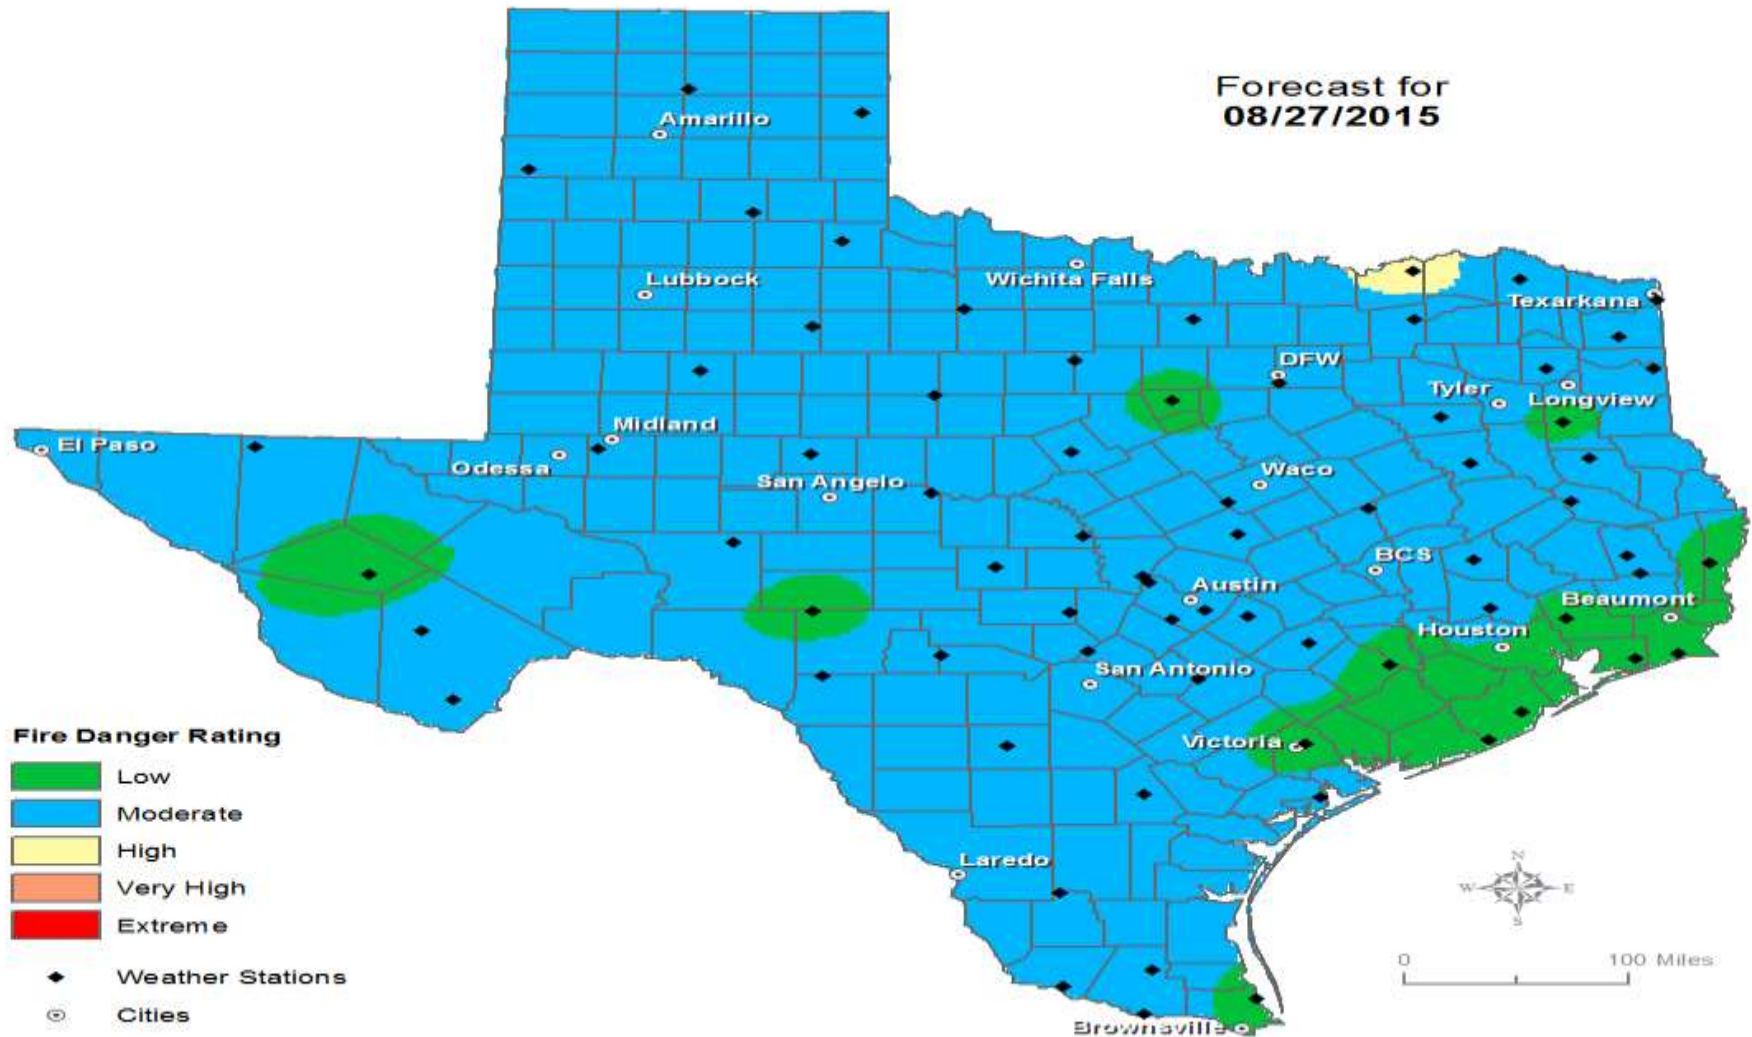 Forecast for
08/27/2015
Amarillo
Lubbock
Wichita Falls
Texarkana
DFW
Tyler
Longview
Midland
El Paso
Odessa
San Angelo
Waco
BCS
Austin
Beaumont
Houston
San Antonio
Victoria
Laredo
Brownsville
Fire Danger Rating
Low
Moderate
High
Very High
Extreme
Weather Stations
Cities
N
W
E
S
0
100 Miles